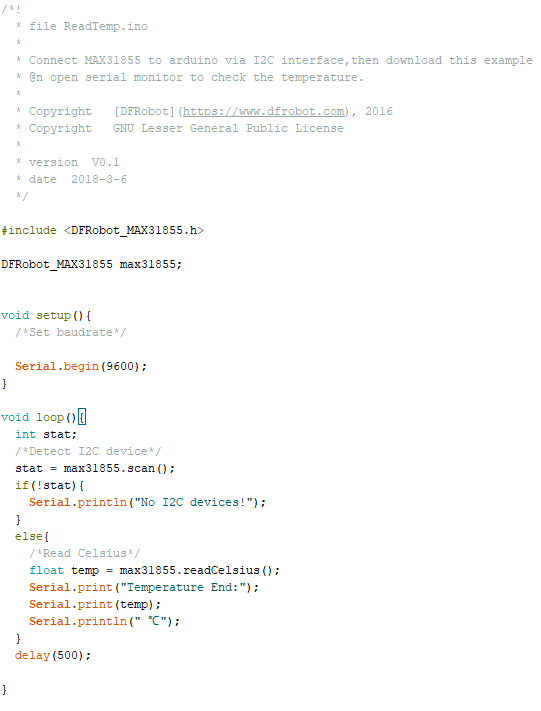 /*!
 * file ReadTemp.ino
 *
 * Connect MAX31855 to arduino via I2C interface,then download this example
 * @n open serial monitor to check the temperature.
 *
 * Copyright   [DFRobot](https://www.dfrobot.com), 2016
 * Copyright   GNU Lesser General Public License
 *
 * version  V0.1
 * date  2018-3-6
 */
#include <DFRobot_MAX31855.h>
DFRobot_MAX31855 max31855;
void setup(){
  /*Set baudrate*/
  Serial.begin(9600);
}
void loop(){
  int stat;
  /*Detect I2C device*/
  stat = max31855.scan();
  if(!stat){
    Serial.println("No I2C devices!");
  }
  else{
    /*Read Celsius*/
    float temp = max31855.readCelsius();
    Serial.print("Temperature End:");
    Serial.print(temp);
    Serial.println(" ℃");
  }
  delay(500);
}